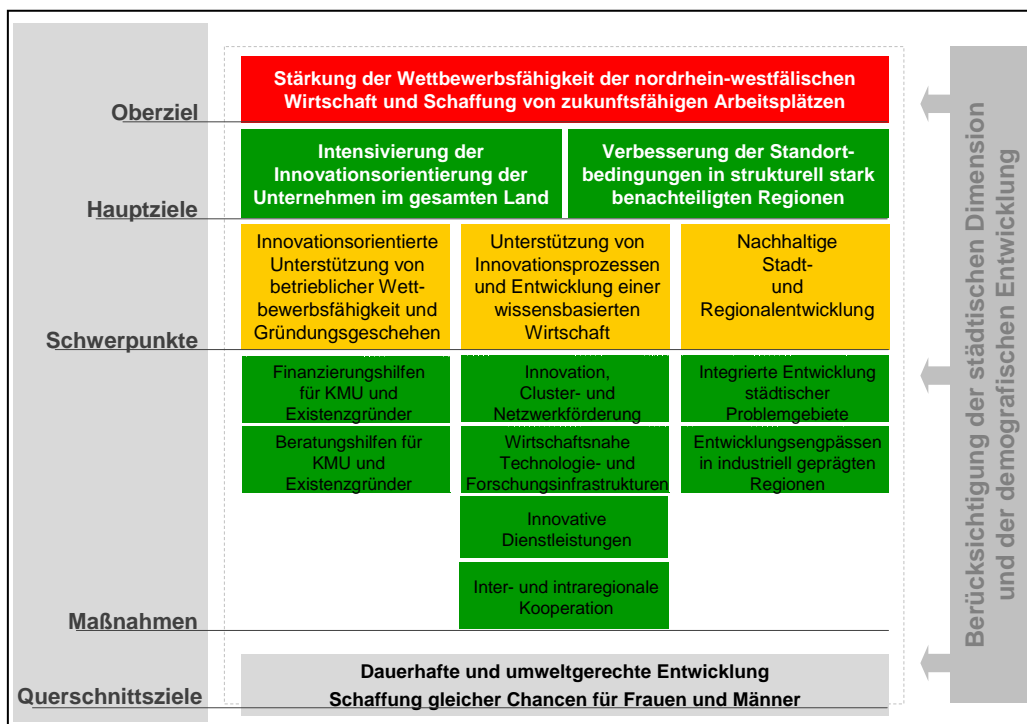 Oberziel
Stärkung der Wettbewerbsfähigkeit der nordrhein-westfälischen
Wirtschaft und Schaffung von zukunftsfähigen Arbeitsplätzen
Hauptziele
Intensivierung der
Innovationsorientierung der
Unternehmen im gesamten Land
Verbesserung der Standort-
bedingungen in strukturell stark
benachteiligten Regionen
Schwerpunkte
Innovationsorientierte
Unterstützung von
betrieblicher Wett-
bewerbsfähigkeit und
Gründungsgeschehen
Unterstützung von
Innovationsprozessen
und Entwicklung einer
wissensbasierten
Wirtschaft
Nachhaltige
Stadt-
und
Regionalentwicklung
Maßnahmen
Finanzierungshilfen
für KMU und
Existenzgründer
Beratungshilfen für
KMU und
Existenzgründer
Innovation,
Cluster- und
Netzwerkförderung
Wirtschaftsnahe
Technologie- und
Forschungsinfrastrukturen
Innovative
Dienstleistungen
Inter- und intraregionale
Kooperation
Integrierte Entwicklung
städtischer
Problemgebiete
Entwicklungsengpässen
in industriell geprägten
Regionen
Querschnittsziele
Dauerhafte und umweltgerechte Entwicklung
Schaffung gleicher Chancen für Frauen und Männer
Berücksichtigung der städtischen Dimension
und der demografischen Entwicklung